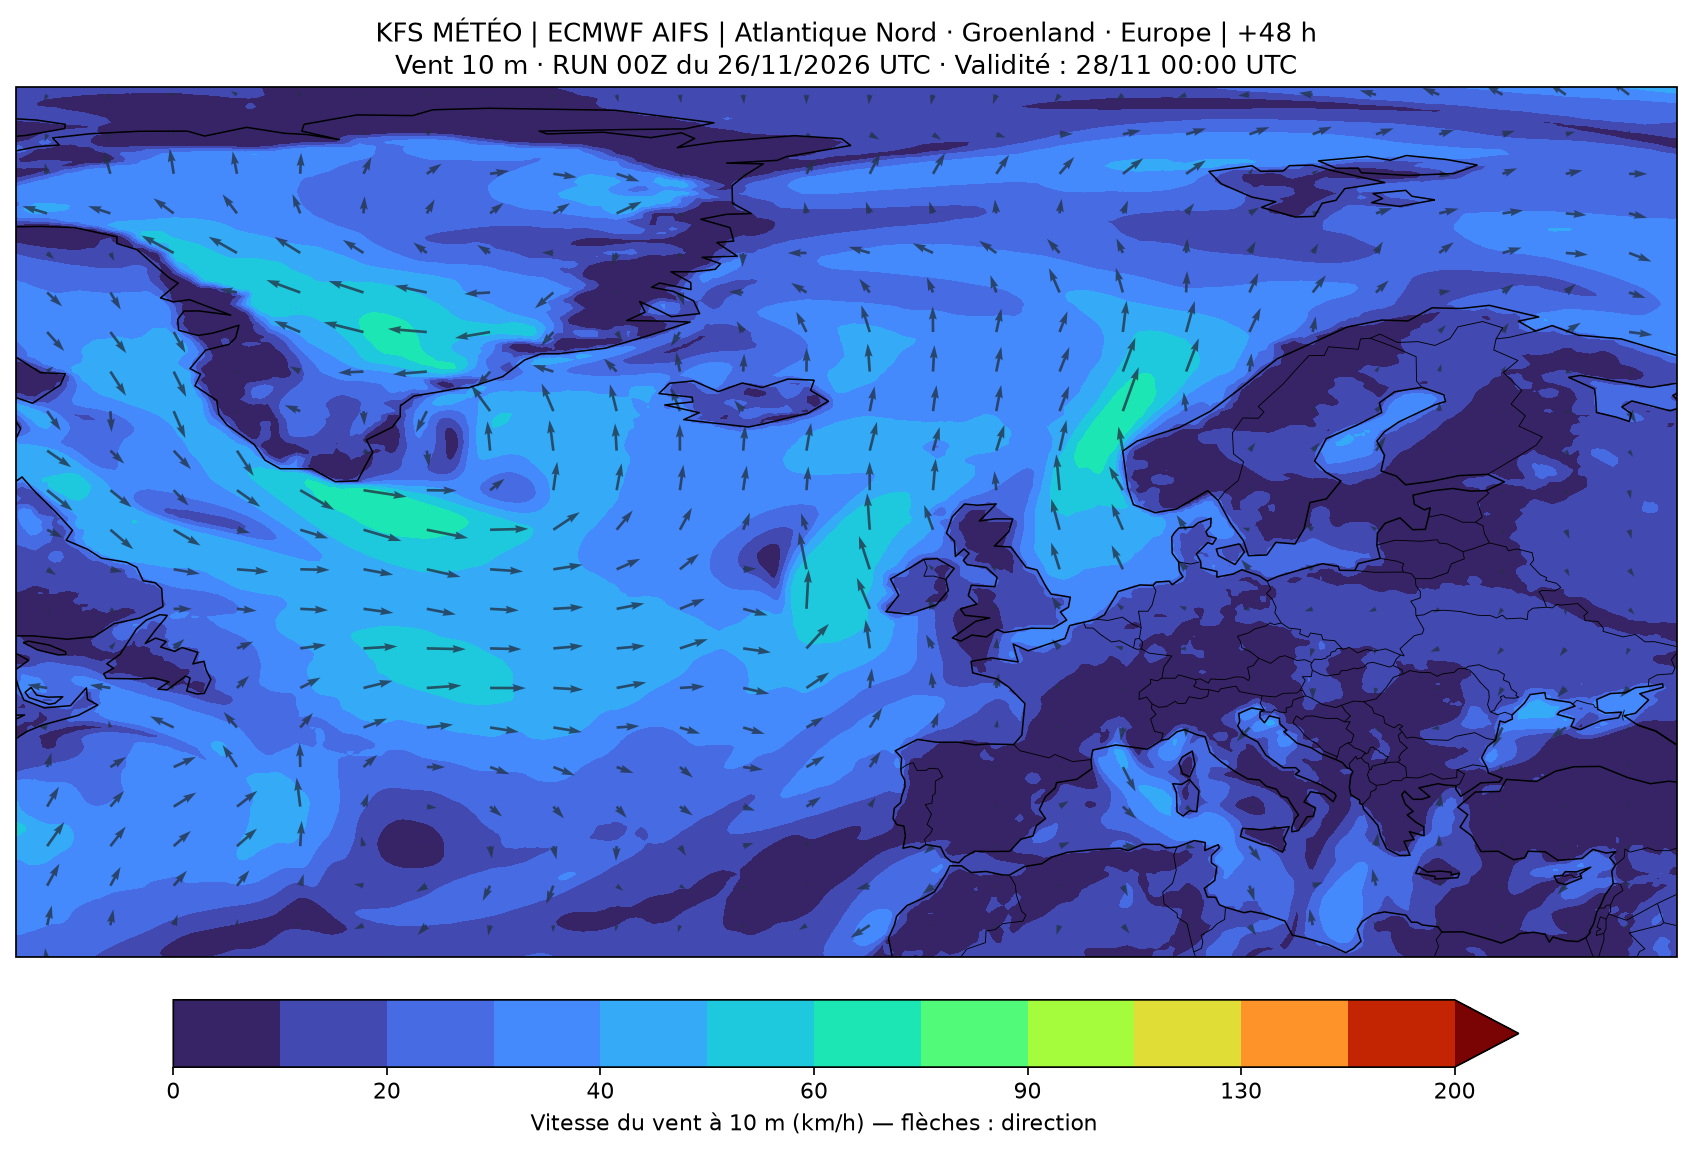 KFS MÉTÉO | ECMWF AIFS | Atlantique Nord · Groenland · Europe | +48 h
Vent 10 m · RUN 00Z du 26/11/2026 UTC · Validité : 28/11 00:00 UTC
0 20 40 60 90 130 200
Vitesse du vent à 10 m (km/h) — flèches : direction